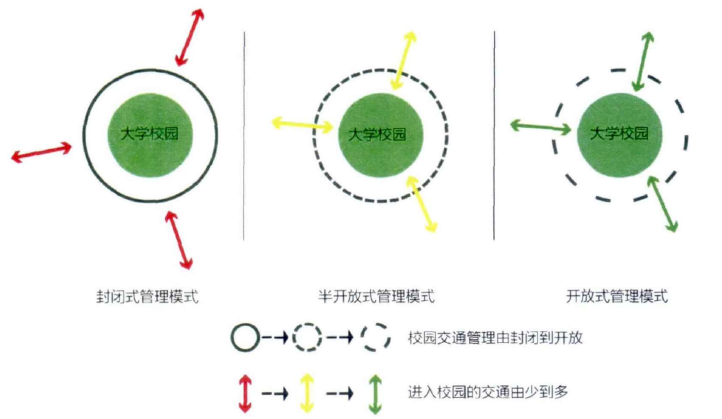 大学校园
大学校园
大学校园
封闭式管理模式
半开放式管理模式
开放式管理模式
校园交通管理由封闭到开放
进入校园的交通由少到多